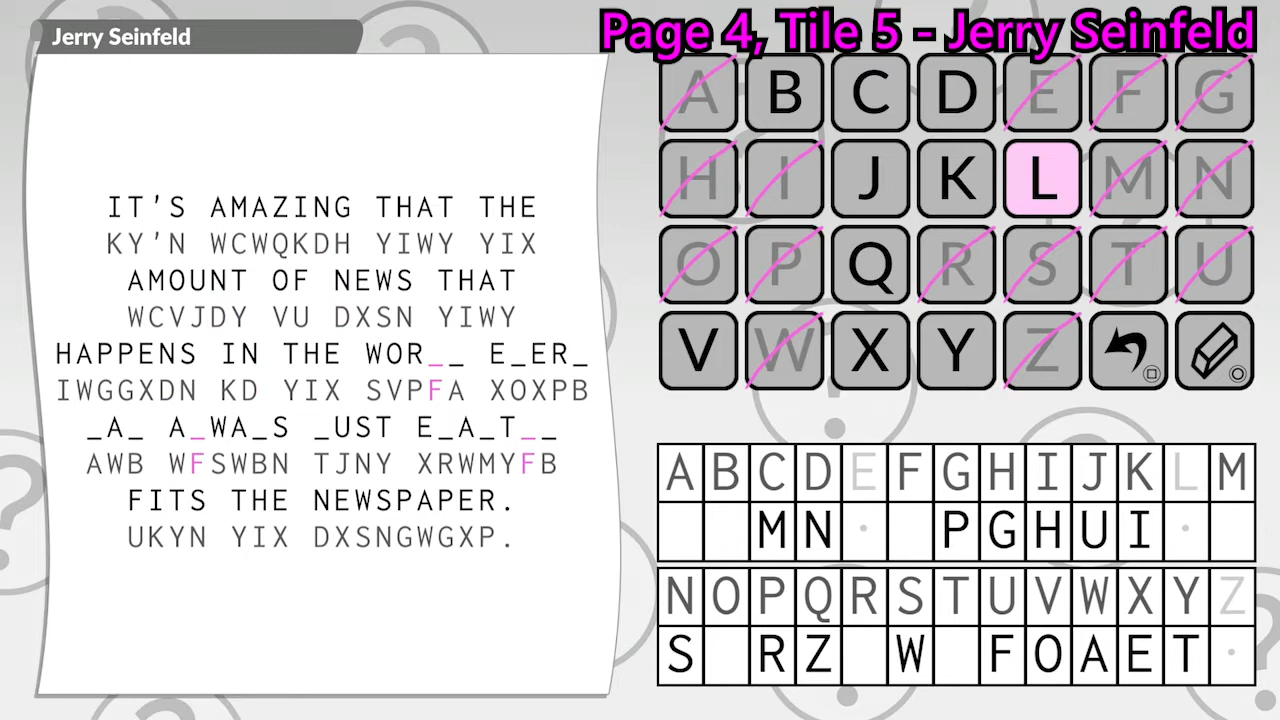 Jerry Seinfeld
Page 4, Tile 5 - Jerry Seinfeld
IT'S AMAZING THAT THE
KY'N WCWQKDH YIWY YIX
AMOUNT OF NEWS THAT
WCVJDY VU DXSN YIWY
HAPPENS IN THE WOR__ E_ER_
IWGGXDN KD YIX SVPFA XOXPB
_A_ A_WA_S _UST E_A_T__
AWB WFSWBN TJNY XRWMYFB
FITS THE NEWSPAPER.
UKYN YIX DXSNGWGXP.
A B C D E F G
H I J K L M N
O P Q R S T U
V W X Y Z
A B C D E F G H I J K L M
M N · P G H U I ·
N O P Q R S T U V W X Y Z
S R Z W F O A E T ·